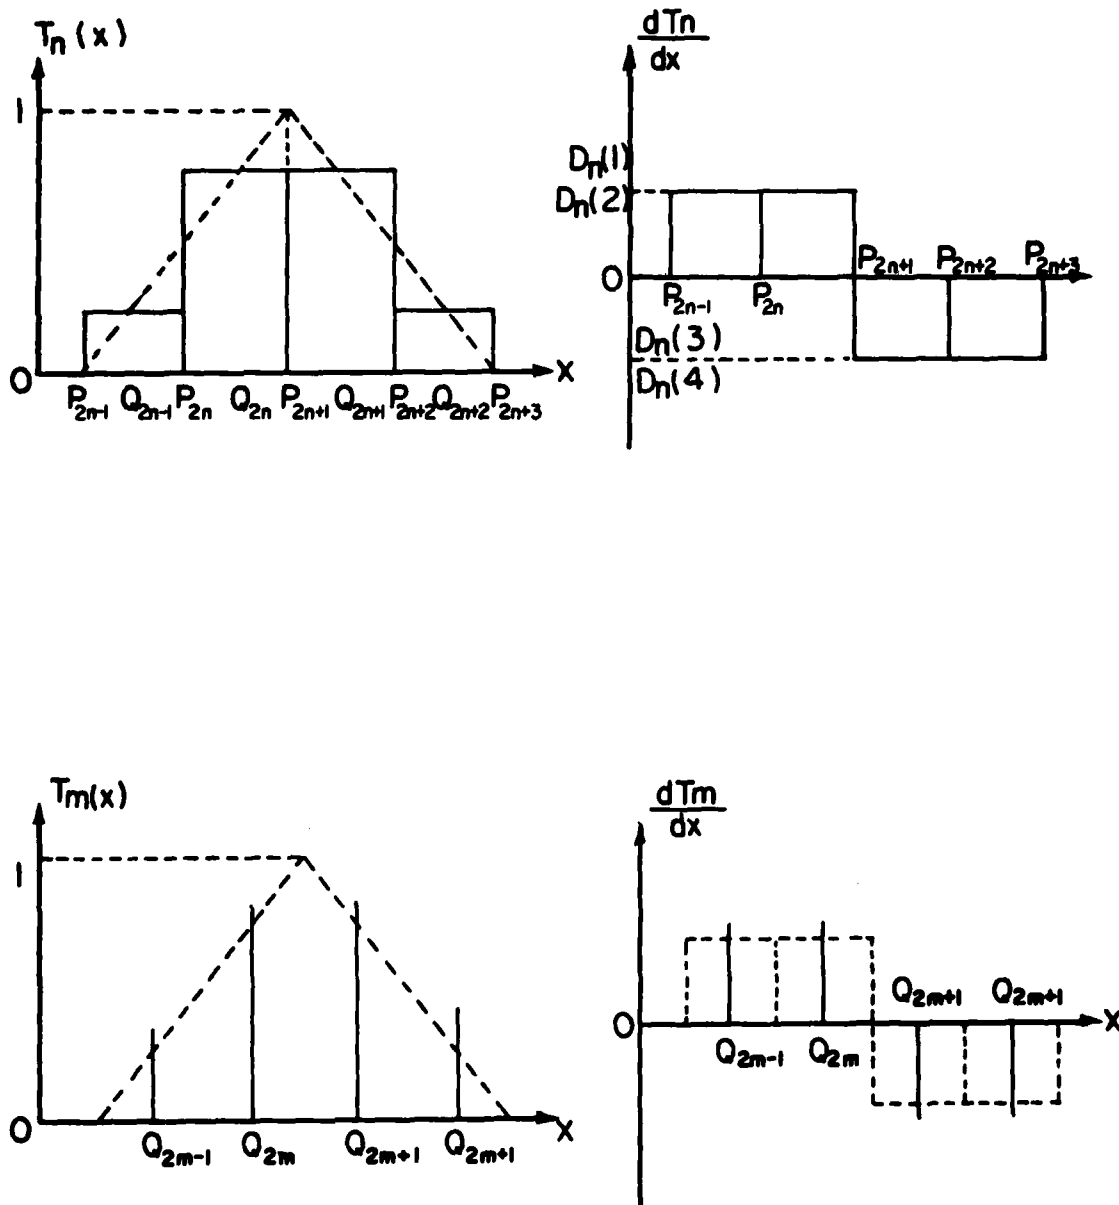 Tn(x)
1
0
P2n-1 Q2n-1 P2n Q2n P2n+1 Q2n+1 P2n+2 Q2n+2 P2n+3
X
dTn
dx
Dn(1)
Dn(2)
0
P2n-1 P2n
P2n+1 P2n+2 P2n+3
Dn(3)
Dn(4)
Tm(x)
1
0
Q2m-1 Q2m Q2m+1 Q2m+1
X
dTm
dx
0
Q2m+1 Q2m+1
Q2m-1 Q2m
X